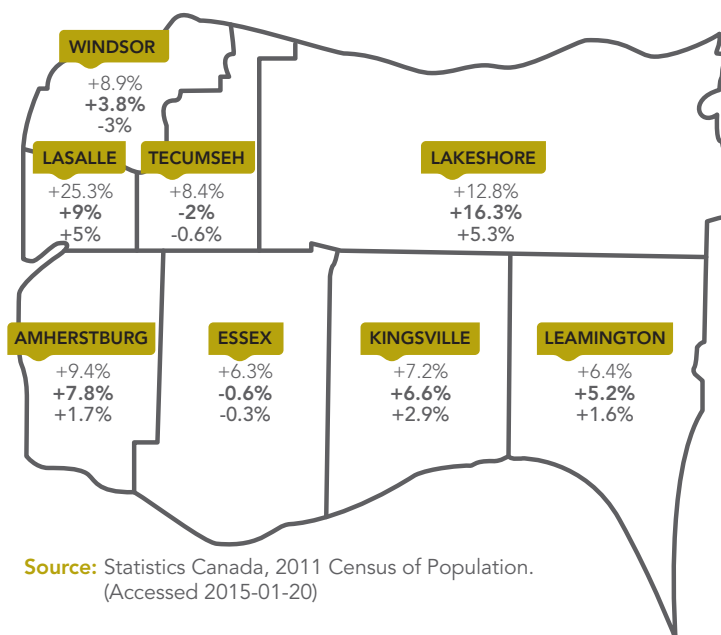 WINDSOR
+8.9%
+3.8%
-3%
LASALLE
+25.3%
+9%
+5%
TECUMSEH
+8.4%
-2%
-0.6%
LAKESHORE
+12.8%
+16.3%
+5.3%
AMHERSTBURG
+9.4%
+7.8%
+1.7%
ESSEX
+6.3%
-0.6%
-0.3%
KINGSVILLE
+7.2%
+6.6%
+2.9%
LEAMINGTON
+6.4%
+5.2%
+1.6%
Source: Statistics Canada, 2011 Census of Population.
(Accessed 2015-01-20)